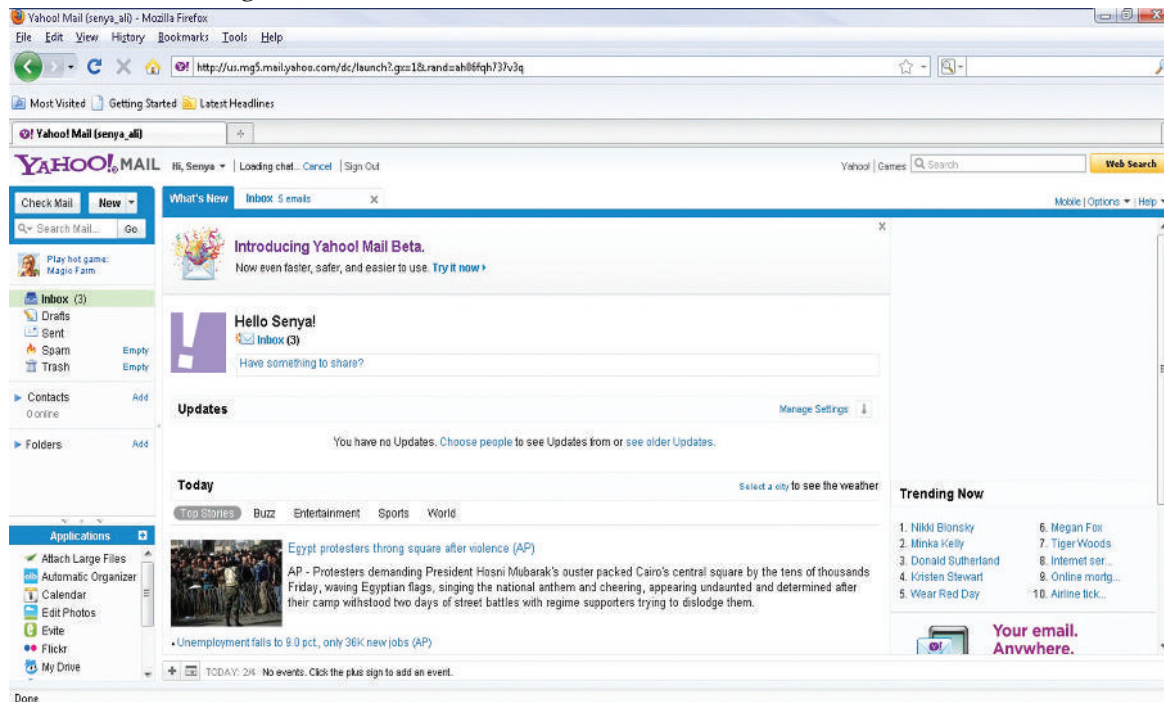 Yahoo! Mail (senya_ali) - Mozilla Firefox
File Edit View History Bookmarks Tools Help
http://us.mg5.mail.yahoo.com/dc/launch?.gx=1&.rand=ah06fqh737v3q
Most Visited Getting Started Latest Headlines
Yahoo! Mail (senya_ali)
YAHOO! MAIL Hi, Senya Loading chat... Cancel | Sign Out Yahoo! | Games Search Web Search
Check Mail New What's New Inbox 5 emails Mobile | Options | Help
Search Mail... Go
Introducing Yahoo! Mail Beta.
Now even faster, safer, and easier to use. Try it now
Play hot game:
Magic Farm
Inbox (3)
Drafts
Sent
Spam Empty
Trash Empty
Contacts Add
0 online
Folders Add
Hello Senya!
Inbox (3)
Have something to share?
Updates Manage Settings
You have no Updates. Choose people to see Updates from or see older Updates.
Today Select a city to see the weather
Top Stories Buzz Entertainment Sports World
Egypt protesters throng square after violence (AP)
AP - Protesters demanding President Hosni Mubarak's ouster packed Cairo's central square by the tens of thousands
Friday, waving Egyptian flags, singing the national anthem and cheering, appearing undaunted and determined after
their camp withstood two days of street battles with regime supporters trying to dislodge them.
Unemployment falls to 9.0 pct, only 36K new jobs (AP)
TODAY: 2/4 No events. Click the plus sign to add an event.
Applications
Attach Large Files
Automatic Organizer
Calendar
Edit Photos
Evite
Flickr
My Drive
Trending Now
1. Nikki Blonsky
2. Minka Kelly
3. Donald Sutherland
4. Kristen Stewart
5. Wear Red Day
6. Megan Fox
7. Tiger Woods
8. Internet ser...
9. Online mortg...
10. Airline tick...
Your email.
Anywhere.
Done